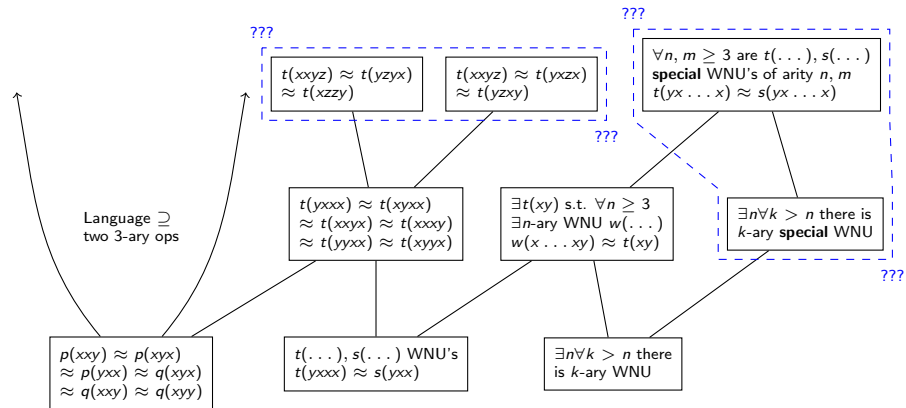 ???
t(xxyz) ≈ t(yzyx)
≈ t(xzzy)
t(xxyz) ≈ t(yxzx)
≈ t(yzxy)
???
???
∀n, m ≥ 3 are t(...), s(...)
special WNU's of arity n, m
t(yx...x) ≈ s(yx...x)
Language ⊇
two 3-ary ops
t(yxxx) ≈ t(xyxx)
≈ t(xxyx) ≈ t(xxxy)
≈ t(yyxx) ≈ t(xyyx)
∃t(xy) s.t. ∀n ≥ 3
∃n-ary WNU w(...)
w(x...xy) ≈ t(xy)
∃n∀k > n there is
k-ary special WNU
???
p(xxy) ≈ p(xyx)
≈ p(yxx) ≈ q(xyx)
≈ q(xxy) ≈ q(xyy)
t(...), s(...) WNU's
t(yxxx) ≈ s(yxx)
∃n∀k > n there
is k-ary WNU